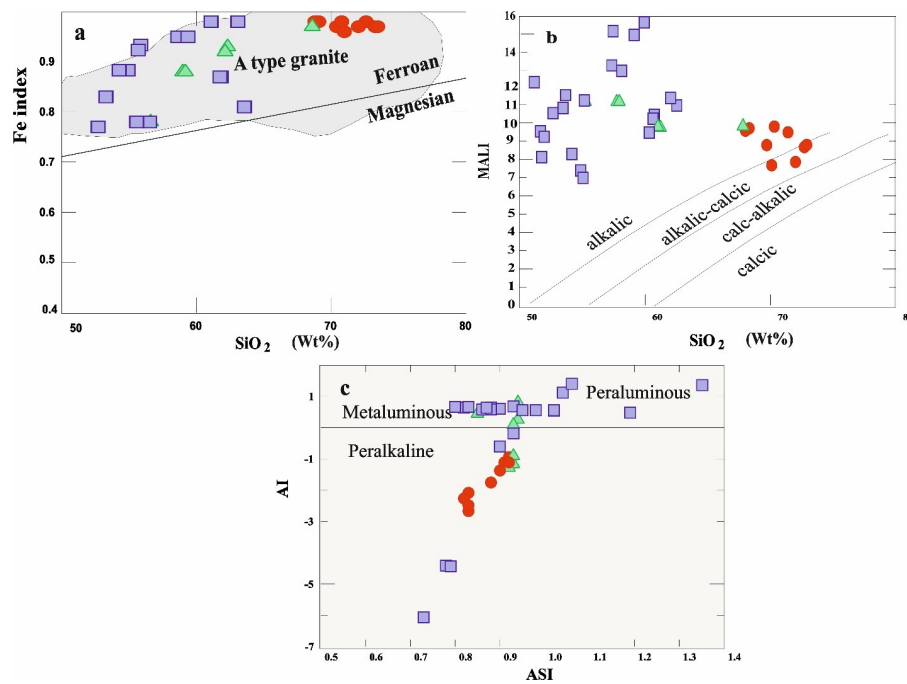 a
A type granite
Ferroan
Magnesian
Fe index
0.9
0.8
0.7
0.6
0.5
0.4
50
60
70
80
SiO2 (Wt%)
b
MALI
16
14
12
11
10
9
8
7
6
5
4
3
2
1
0
alkalic
alkalic-calcic
calc-alkalic
calcic
50
60
70
8
SiO2 (Wt%)
c
Metaluminous
Peraluminous
Peralkaline
AI
1
-1
-3
-5
-7
0.5
0.6
0.7
0.8
0.9
1.0
1.1
1.2
1.3
1.4
ASI